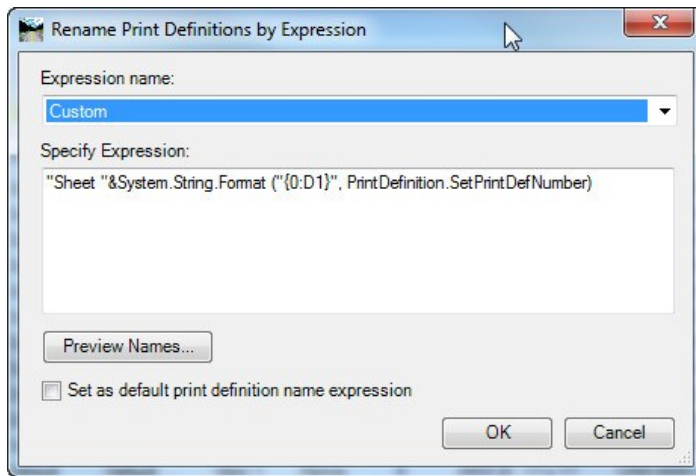 Rename Print Definitions by Expression
Expression name:
Custom
Specify Expression:
"Sheet "&System.String.Format ("{0:D1}", PrintDefinition.SetPrintDefNumber)
Preview Names...
Set as default print definition name expression
OK
Cancel